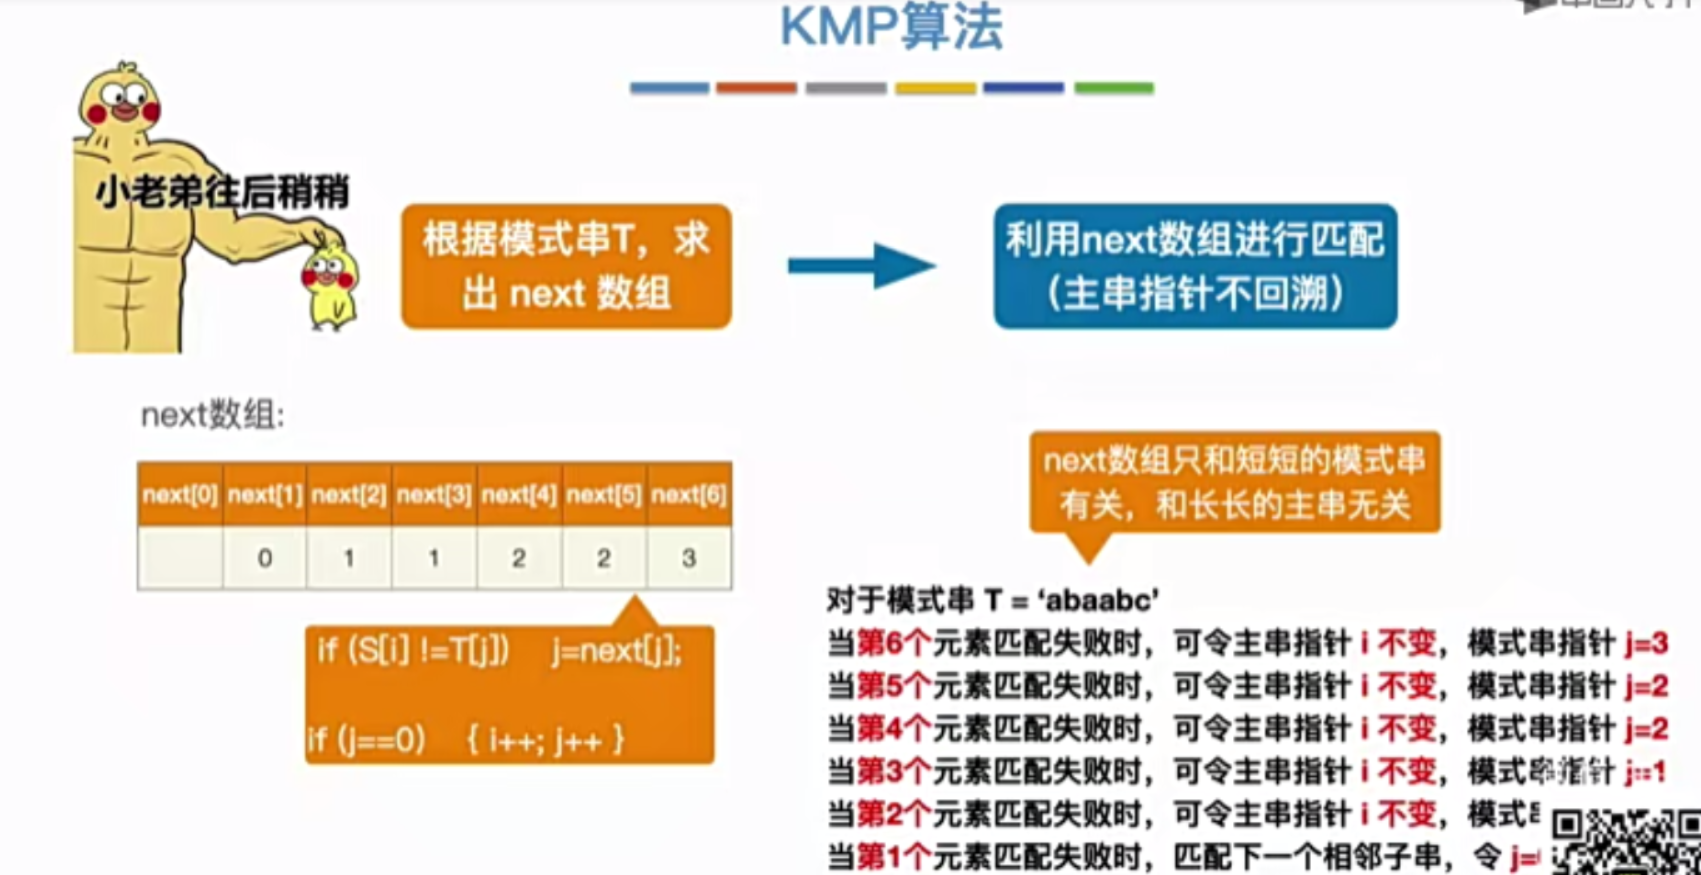 KMP算法
小老弟往后稍稍
根据模式串T，求
出 next 数组
利用next数组进行匹配
（主串指针不回溯）
next数组:
next[0] next[1] next[2] next[3] next[4] next[5] next[6]
0 1 1 2 2 3
if (S[i] !=T[j]) j=next[j];
if (j==0) { i++; j++ }
next数组只和短短的模式串
有关，和长长的主串无关
对于模式串 T = ‘abaabc’
当第6个元素匹配失败时，可令主串指针 i 不变，模式串指针 j=3
当第5个元素匹配失败时，可令主串指针 i 不变，模式串指针 j=2
当第4个元素匹配失败时，可令主串指针 i 不变，模式串指针 j=2
当第3个元素匹配失败时，可令主串指针 i 不变，模式串指针 j=1
当第2个元素匹配失败时，可令主串指针 i 不变，模式
当第1个元素匹配失败时，匹配下一个相邻子串，令 j=